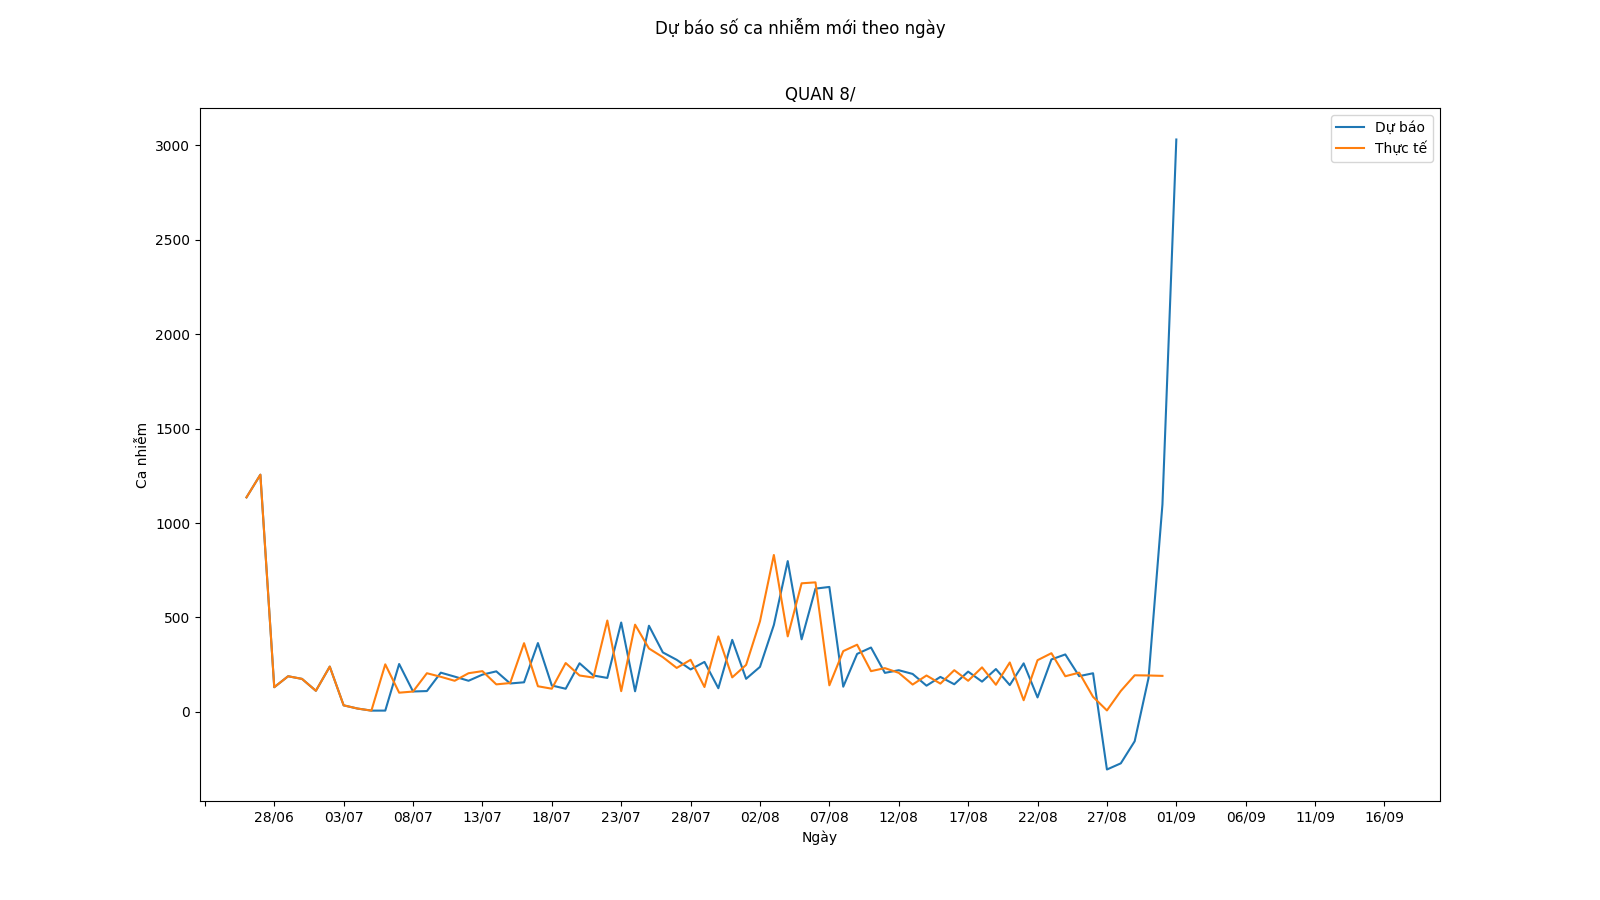 Dự báo số ca nhiễm mới theo ngày
QUAN 8/
Dự báo
Thực tế
3000
2500
2000
1500
1000
500
0
Ca nhiễm
28/06 03/07 08/07 13/07 18/07 23/07 28/07 02/08 07/08 12/08 17/08 22/08 27/08 01/09 06/09 11/09 16/09
Ngày